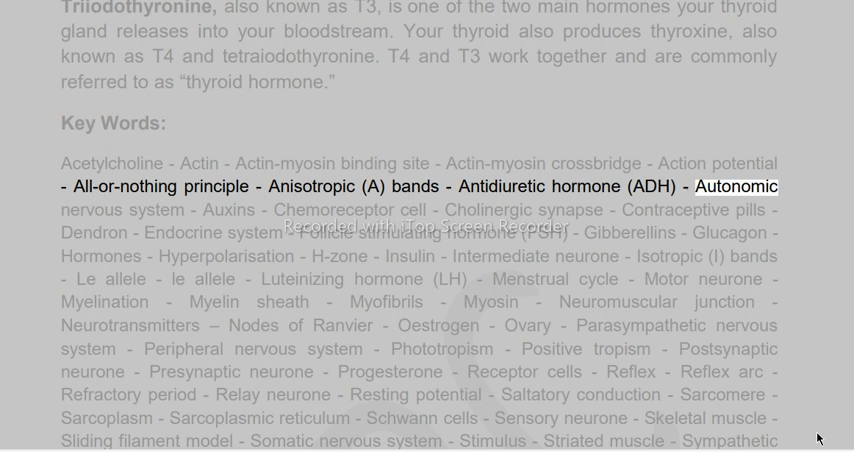 Triiodothyronine, also known as T3, is one of the two main hormones your thyroid
gland releases into your bloodstream. Your thyroid also produces thyroxine, also
known as T4 and tetraiodothyronine. T4 and T3 work together and are commonly
referred to as “thyroid hormone.”
Key Words:
Acetylcholine - Actin - Actin-myosin binding site - Actin-myosin crossbridge - Action potential
- All-or-nothing principle - Anisotropic (A) bands - Antidiuretic hormone (ADH) - Autonomic
nervous system - Auxins - Chemoreceptor cell - Cholinergic synapse - Contraceptive pills -
Recorded with iTop Screen Recorder
Dendron - Endocrine system - Follicle stimulating hormone (FSH) - Gibberellins - Glucagon -
Hormones - Hyperpolarisation - H-zone - Insulin - Intermediate neurone - Isotropic (I) bands
- Le allele - le allele - Luteinizing hormone (LH) - Menstrual cycle - Motor neurone -
Myelination - Myelin sheath - Myofibrils - Myosin - Neuromuscular junction -
Neurotransmitters – Nodes of Ranvier - Oestrogen - Ovary - Parasympathetic nervous
system - Peripheral nervous system - Phototropism - Positive tropism - Postsynaptic
neurone - Presynaptic neurone - Progesterone - Receptor cells - Reflex - Reflex arc -
Refractory period - Relay neurone - Resting potential - Saltatory conduction - Sarcomere -
Sarcoplasm - Sarcoplasmic reticulum - Schwann cells - Sensory neurone - Skeletal muscle -
Sliding filament model - Somatic nervous system - Stimulus - Striated muscle - Sympathetic